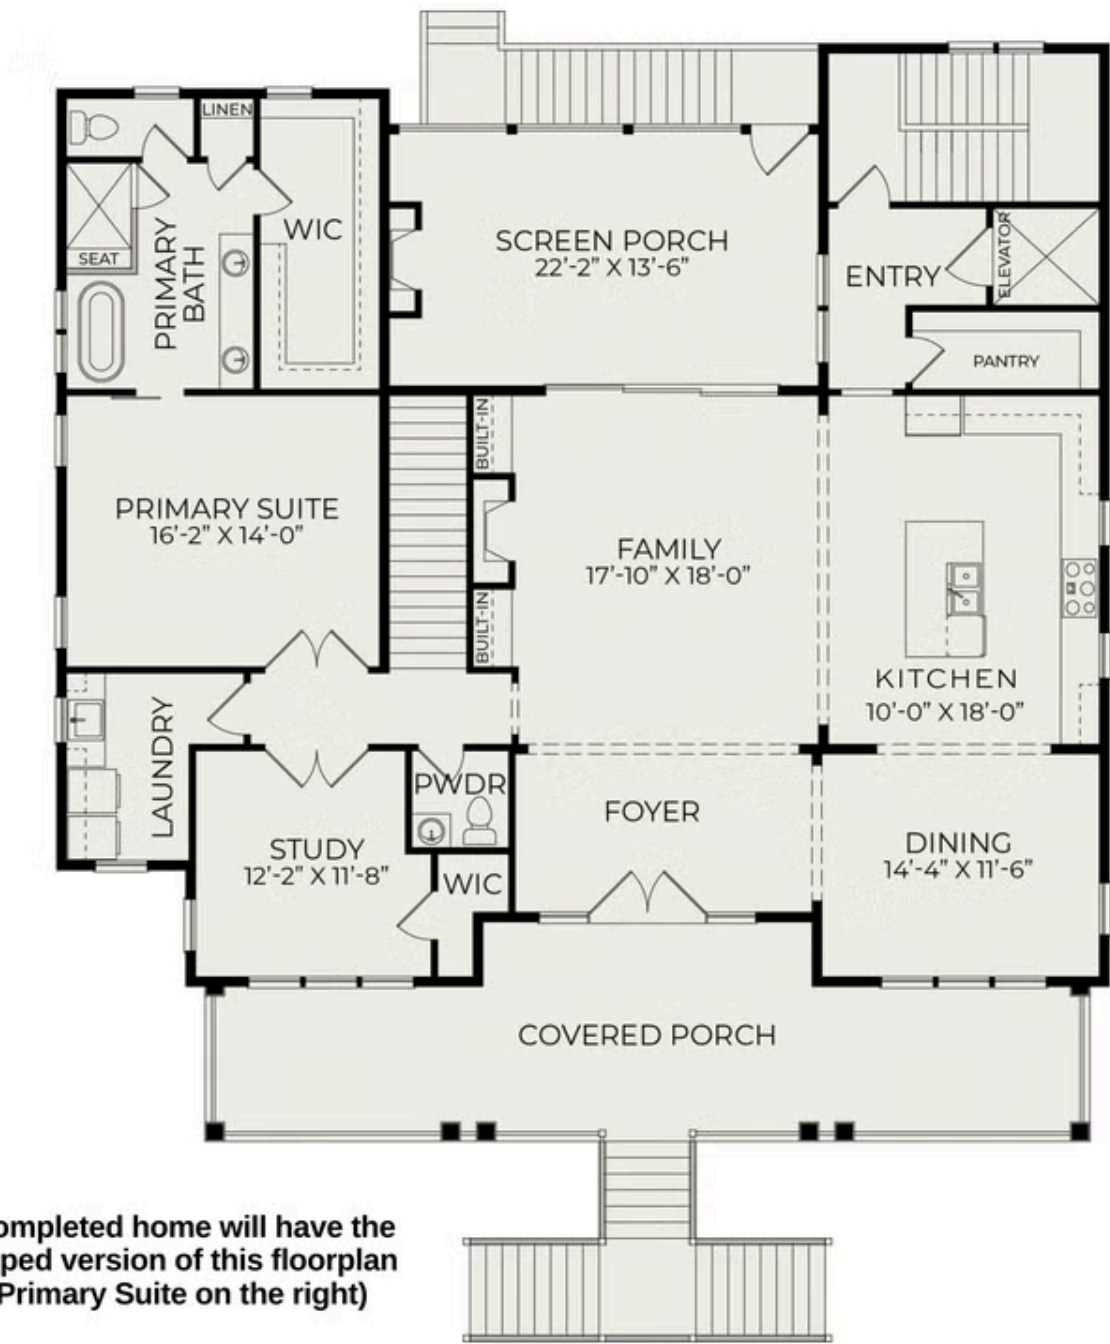 LINEN
WIC
SEAT
PRIMARY
BATH
SCREEN PORCH
22'-2" X 13'-6"
ENTRY
ELEVATOR
PANTRY
BUILT-IN
PRIMARY SUITE
16'-2" X 14'-0"
FAMILY
17'-10" X 18'-0"
BUILT-IN
KITCHEN
10'-0" X 18'-0"
LAUNDRY
PWDR
FOYER
STUDY
12'-2" X 11'-8"
WIC
DINING
14'-4" X 11'-6"
COVERED PORCH
home will have the
version of this floorplan
Primary Suite on the right)